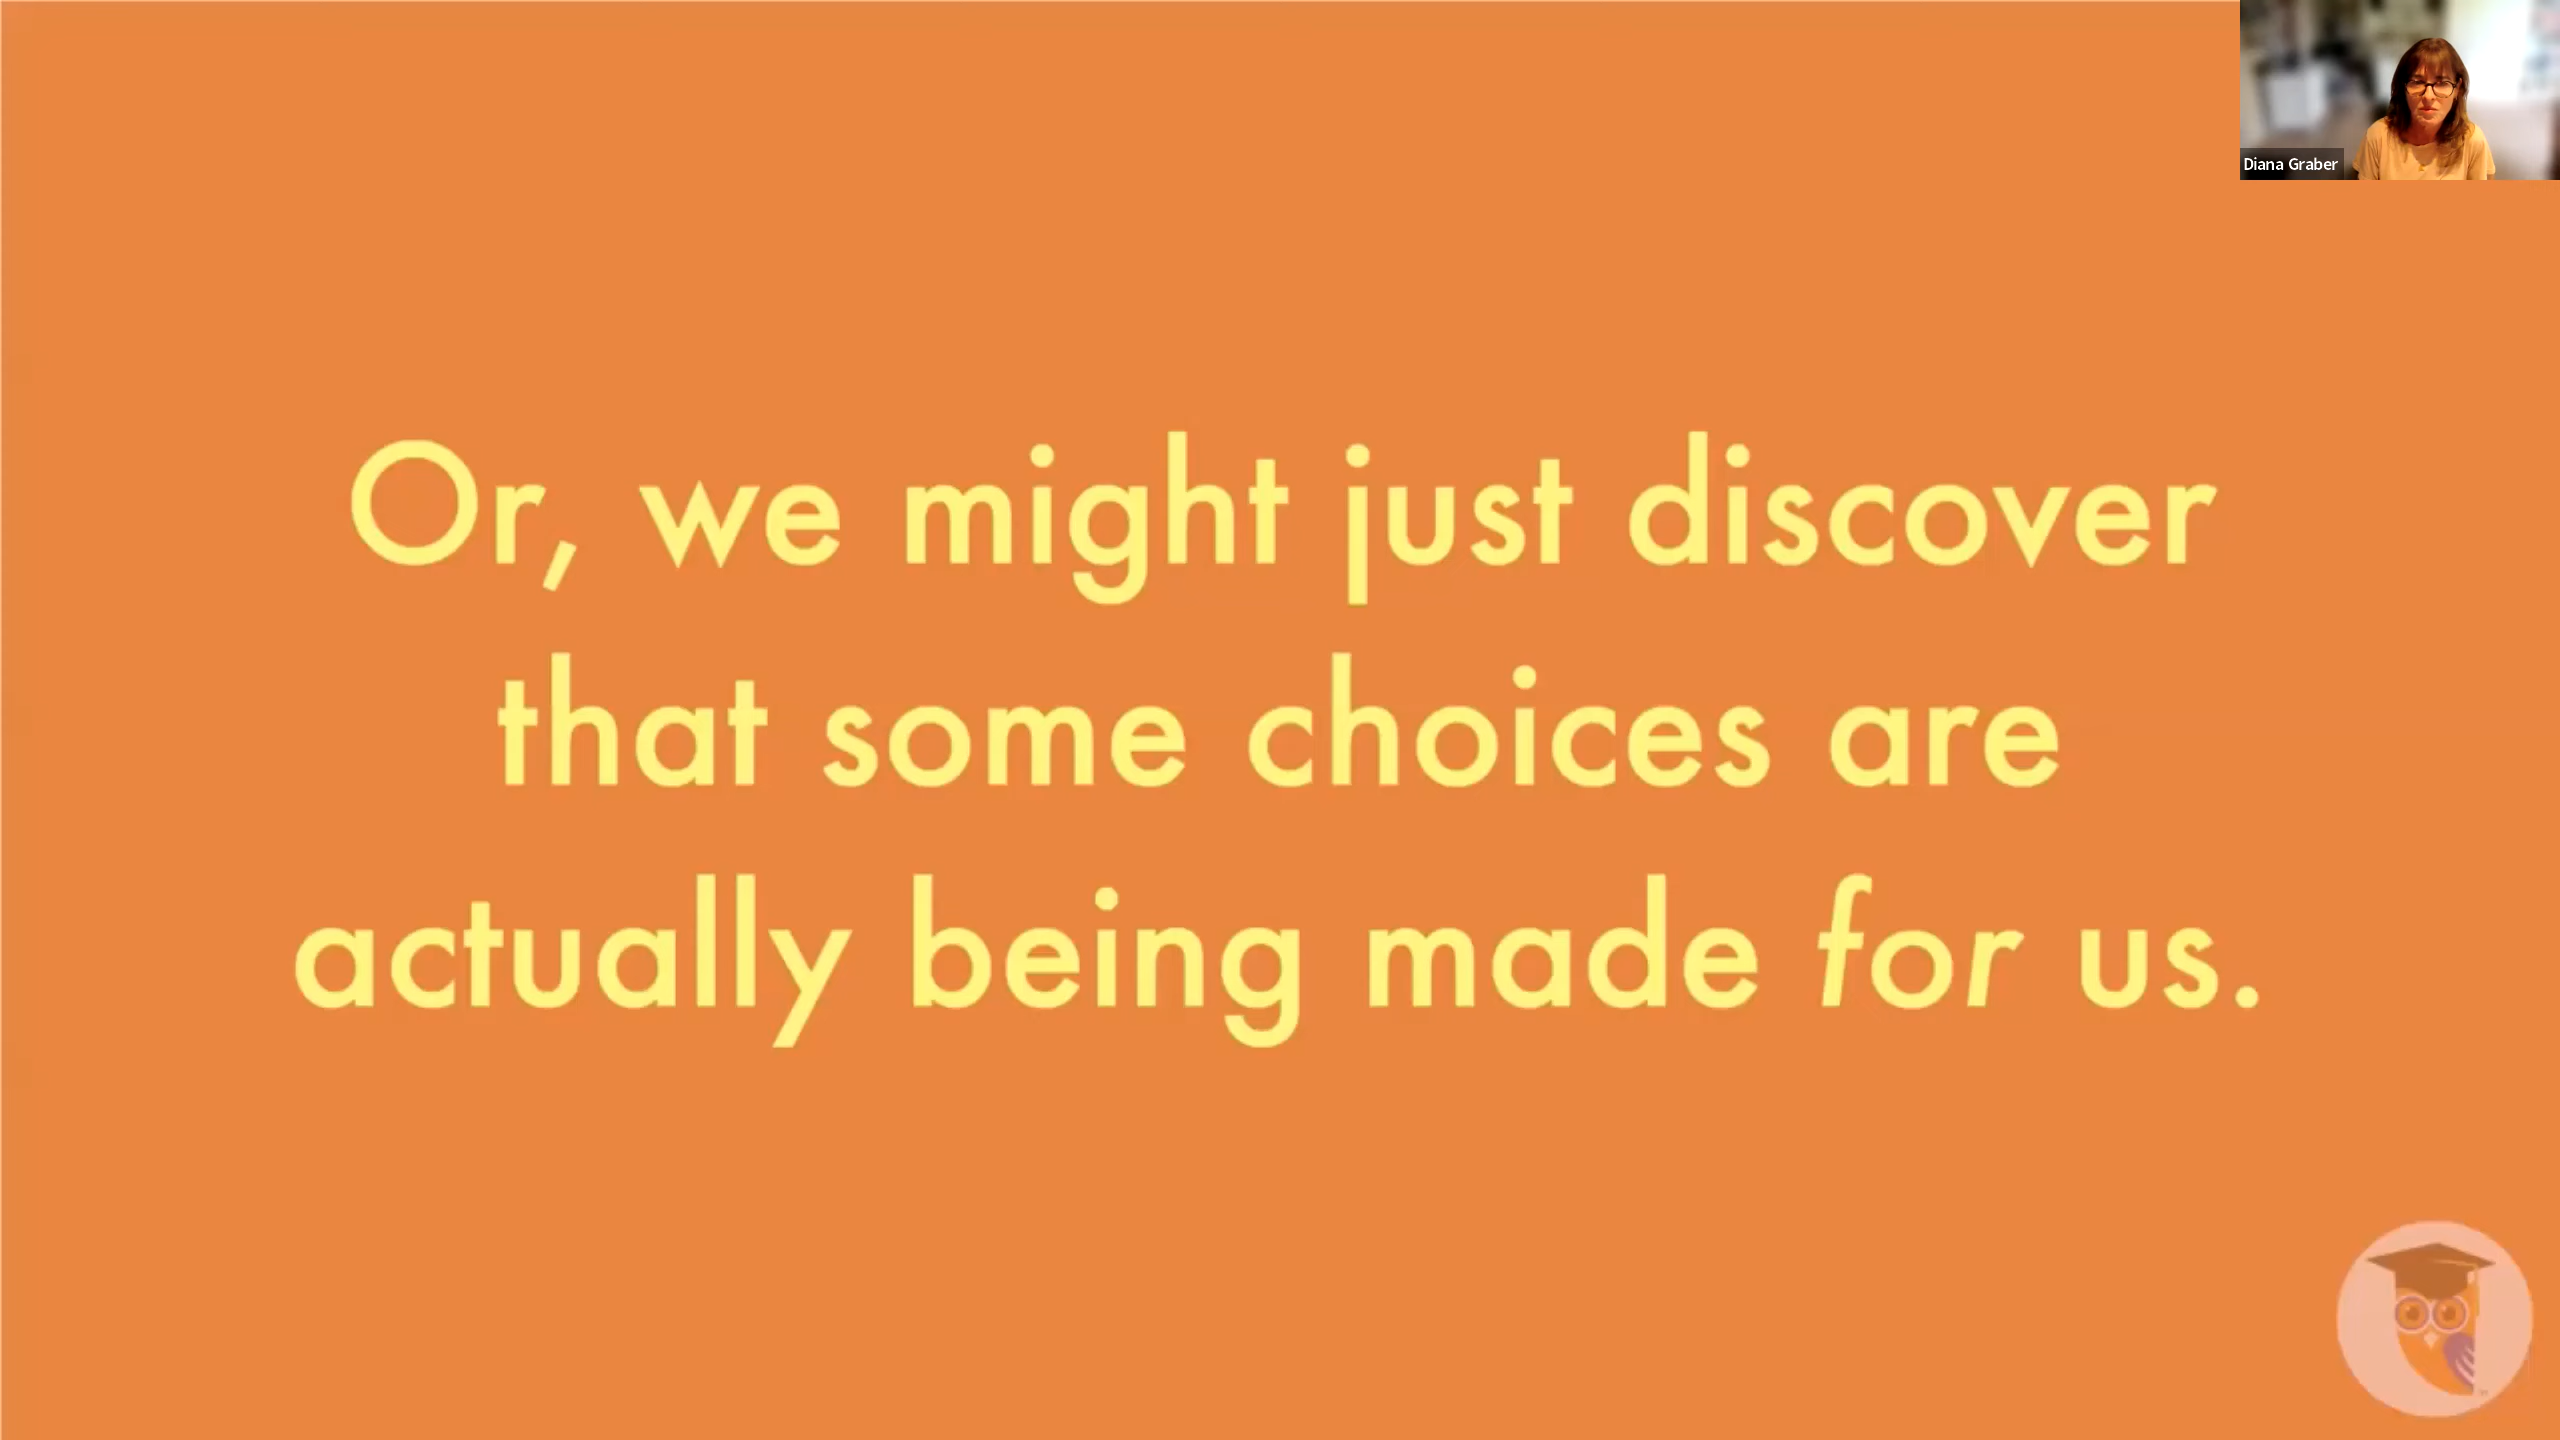 Diana Graber
Or, we might just discover
that some choices are
actually being made for us.